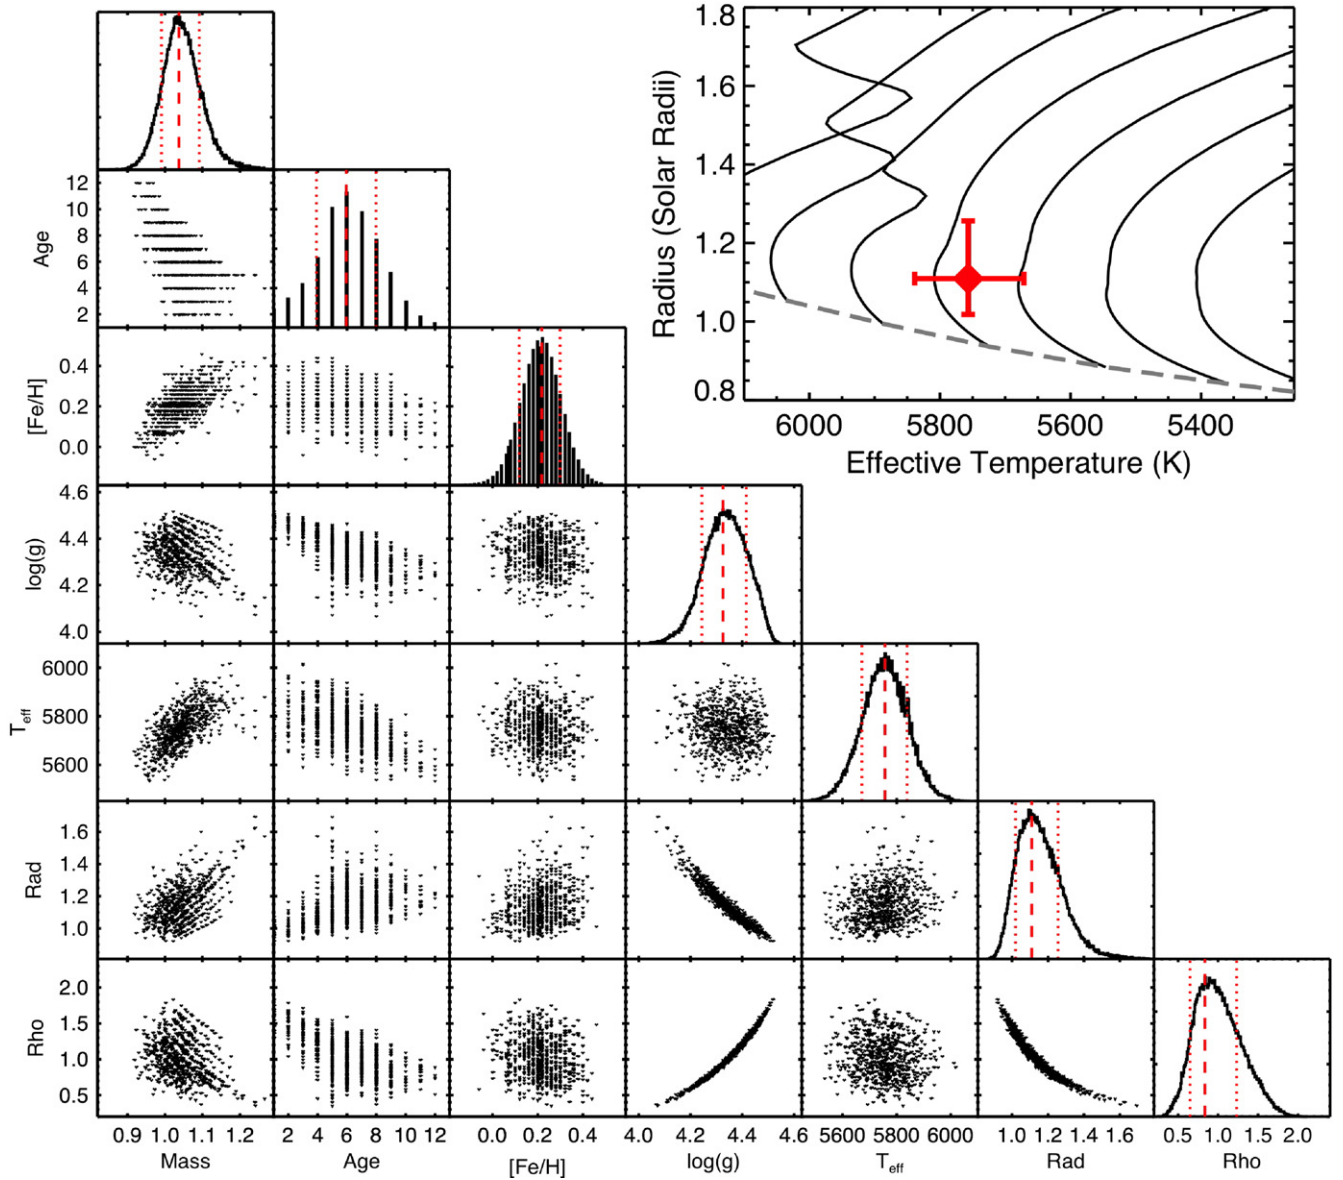 1.8
1.6
1.4
1.2
1.0
0.8
Radius (Solar Radii)
6000 5800 5600 5400
Effective Temperature (K)
12
10
8
6
4
2
Age
0.4
0.2
0.0
[Fe/H]
4.6
4.4
4.2
4.0
log(g)
6000
5800
5600
T_eff
1.6
1.4
1.2
1.0
Rad
2.0
1.5
1.0
0.5
Rho
0.9 1.0 1.1 1.2
Mass
2 4 6 8 10 12
Age
0.0 0.2 0.4
[Fe/H]
4.0 4.2 4.4 4.6
log(g)
5600 5800 6000
T_eff
1.0 1.2 1.4 1.6
Rad
0.5 1.0 1.5 2.0
Rho